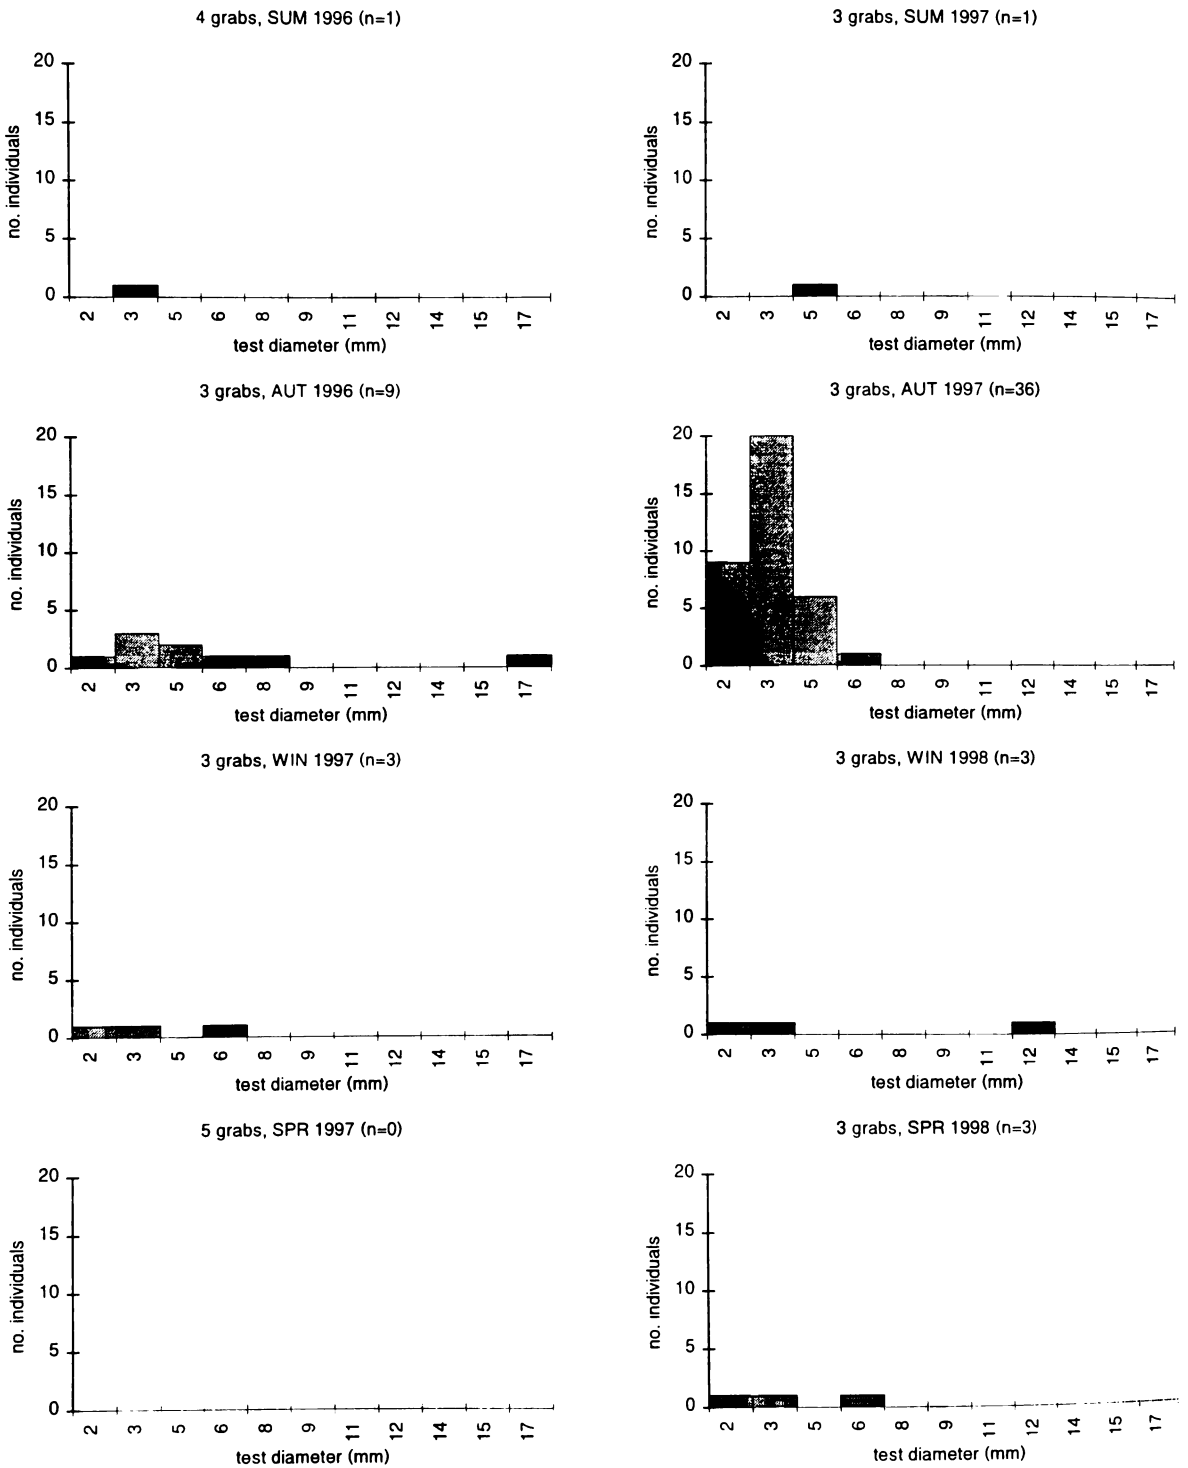 4 grabs, SUM 1996 (n=1)
20
15
10
5
0
no. individuals
2 3 5 6 8 9 11 12 14 15 17
test diameter (mm)
3 grabs, SUM 1997 (n=1)
20
15
10
5
0
no. individuals
2 3 5 6 8 9 11 12 14 15 17
test diameter (mm)
3 grabs, AUT 1996 (n=9)
20
15
10
5
0
no. individuals
2 3 5 6 8 9 11 12 14 15 17
test diameter (mm)
3 grabs, AUT 1997 (n=36)
20
15
10
5
0
no. individuals
2 3 5 6 8 9 11 12 14 15 17
test diameter (mm)
3 grabs, WIN 1997 (n=3)
20
15
10
5
0
no. individuals
2 3 5 6 8 9 11 12 14 15 17
test diameter (mm)
3 grabs, WIN 1998 (n=3)
20
15
10
5
0
no. individuals
2 3 5 6 8 9 11 12 14 15 17
test diameter (mm)
5 grabs, SPR 1997 (n=0)
20
15
10
5
0
no. individuals
2 3 5 6 8 9 11 12 14 15 17
test diameter (mm)
3 grabs, SPR 1998 (n=3)
20
15
10
5
0
no. individuals
2 3 5 6 8 9 11 12 14 15 17
test diameter (mm)